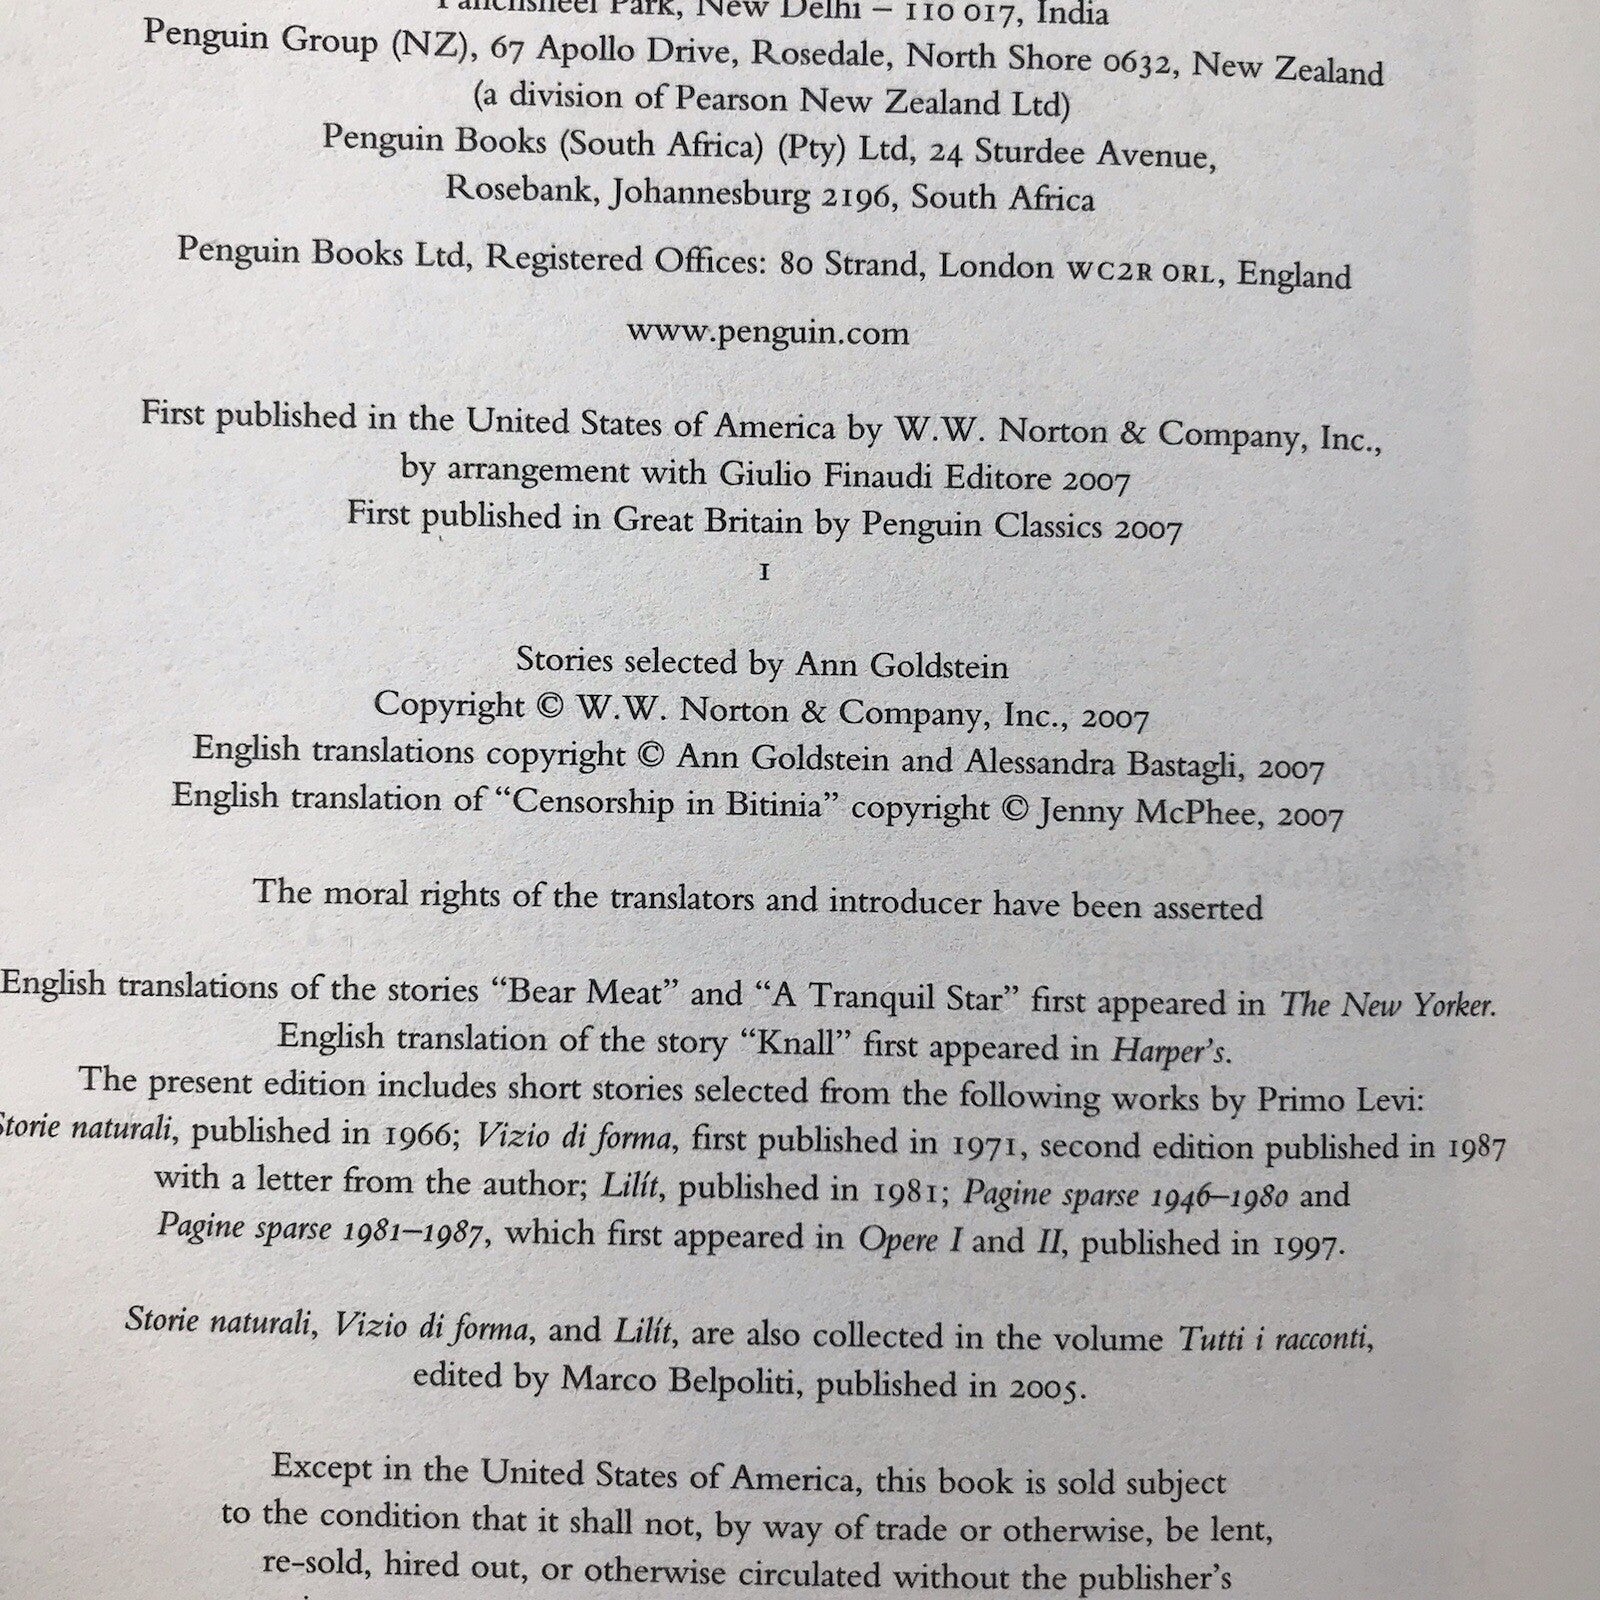 Panchsheel Park, New Delhi – 110 017, India
Penguin Group (NZ), 67 Apollo Drive, Rosedale, North Shore 0632, New Zealand
(a division of Pearson New Zealand Ltd)
Penguin Books (South Africa) (Pty) Ltd, 24 Sturdee Avenue,
Rosebank, Johannesburg 2196, South Africa
Penguin Books Ltd, Registered Offices: 80 Strand, London WC2R ORL, England
www.penguin.com
First published in the United States of America by W.W. Norton & Company, Inc.,
by arrangement with Giulio Finaudi Editore 2007
First published in Great Britain by Penguin Classics 2007
1
Stories selected by Ann Goldstein
Copyright © W.W. Norton & Company, Inc., 2007
English translations copyright © Ann Goldstein and Alessandra Bastagli, 2007
English translation of “Censorship in Bitinia” copyright © Jenny McPhee, 2007
The moral rights of the translators and introducer have been asserted
English translations of the stories “Bear Meat” and “A Tranquil Star” first appeared in The New Yorker.
English translation of the story “Knall” first appeared in Harper’s.
The present edition includes short stories selected from the following works by Primo Levi:
Storie naturali, published in 1966; Vizio di forma, first published in 1971, second edition published in 1987
with a letter from the author; Lilít, published in 1981; Pagine sparse 1946–1980 and
Pagine sparse 1981–1987, which first appeared in Opere I and II, published in 1997.
Storie naturali, Vizio di forma, and Lilít, are also collected in the volume Tutti i racconti,
edited by Marco Belpoliti, published in 2005.
Except in the United States of America, this book is sold subject
to the condition that it shall not, by way of trade or otherwise, be lent,
re-sold, hired out, or otherwise circulated without the publisher’s